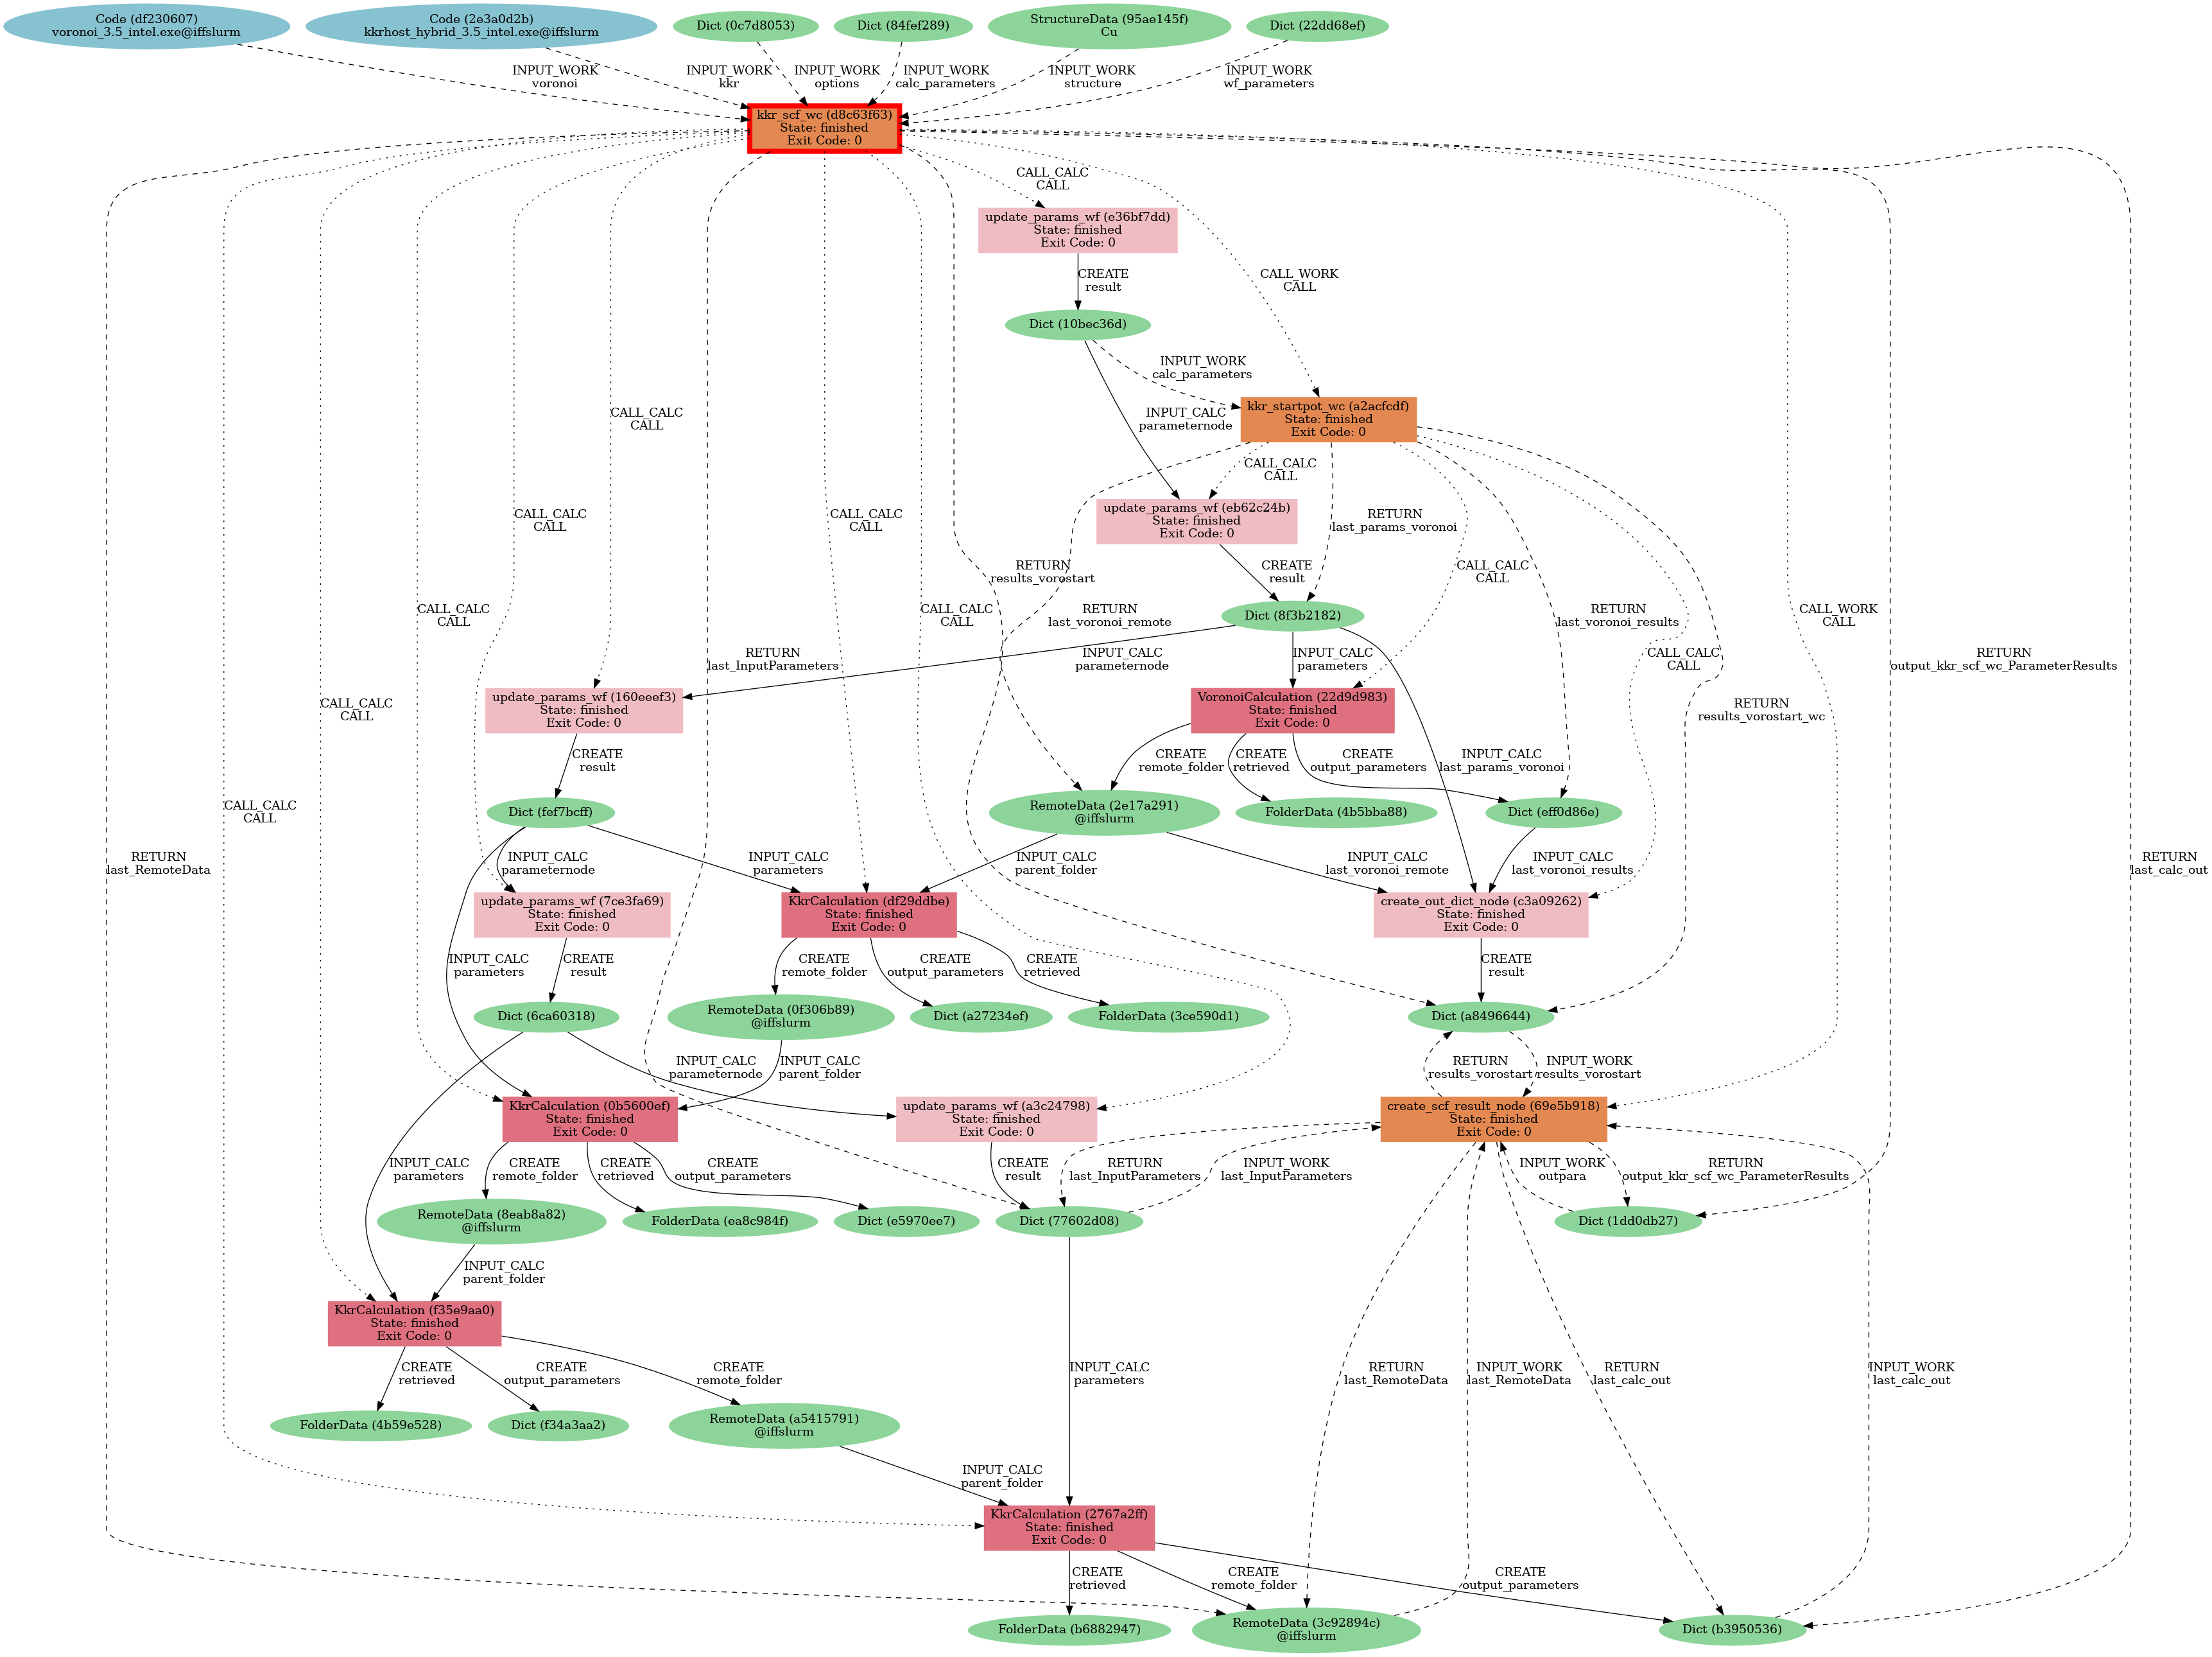 Code (df230607)
voronoi_3.5_intel.exe@iffslurm
Code (2e3a0d2b)
kkrhost_hybrid_3.5_intel.exe@iffslurm
Dict (0c7d8053)
Dict (84fef289)
StructureData (95ae145f)
Cu
Dict (22dd68ef)
INPUT_WORK
voronoi
INPUT_WORK
kkr
INPUT_WORK
options
INPUT_WORK
calc_parameters
INPUT_WORK
structure
INPUT_WORK
wf_parameters
kkr_scf_wc (d8c63f63)
State: finished
Exit Code: 0
CALL_CALC
CALL
update_params_wf (e36bf7dd)
State: finished
Exit Code: 0
CREATE
result
CALL_WORK
CALL
Dict (10bec36d)
INPUT_WORK
calc_parameters
INPUT_CALC
parameternode
CALL_CALC
CALL
kkr_startpot_wc (a2acfcdf)
State: finished
Exit Code: 0
CALL_CALC
CALL
CALL_CALC
CALL
CALL_CALC
CALL
update_params_wf (eb62c24b)
State: finished
Exit Code: 0
RETURN
last_params_voronoi
RETURN
results_vorostart
CREATE
result
CALL_CALC
CALL
CALL_CALC
CALL
CALL_CALC
CALL
RETURN
last_voronoi_remote
Dict (8f3b2182)
RETURN
last_voronoi_results
CALL_WORK
CALL
RETURN
last_InputParameters
INPUT_CALC
parameternode
INPUT_CALC
parameters
CALL_CALC
CALL
RETURN
output_kkr_scf_wc_ParameterResults
CALL_CALC
CALL
update_params_wf (160eeef3)
State: finished
Exit Code: 0
VoronoiCalculation (22d9d983)
State: finished
Exit Code: 0
RETURN
results_vorostart_wc
CREATE
result
CREATE
remote_folder
CREATE
retrieved
CREATE
output_parameters
INPUT_CALC
last_params_voronoi
CALL_CALC
CALL
Dict (fef7bcff)
RemoteData (2e17a291)
@iffslurm
FolderData (4b5bba88)
Dict (eff0d86e)
RETURN
last_RemoteData
INPUT_CALC
parameternode
INPUT_CALC
parameters
INPUT_CALC
parent_folder
INPUT_CALC
last_voronoi_remote
INPUT_CALC
last_voronoi_results
RETURN
last_calc_out
update_params_wf (7ce3fa69)
State: finished
Exit Code: 0
KkrCalculation (df29ddbe)
State: finished
Exit Code: 0
create_out_dict_node (c3a09262)
State: finished
Exit Code: 0
INPUT_CALC
parameters
CREATE
result
CREATE
remote_folder
CREATE
output_parameters
CREATE
retrieved
CREATE
result
Dict (6ca60318)
RemoteData (0f306b89)
@iffslurm
Dict (a27234ef)
FolderData (3ce590d1)
Dict (a8496644)
INPUT_CALC
parameternode
INPUT_CALC
parent_folder
RETURN
results_vorostart
INPUT_WORK
results_vorostart
KkrCalculation (0b5600ef)
State: finished
Exit Code: 0
update_params_wf (a3c24798)
State: finished
Exit Code: 0
create_scf_result_node (69e5b918)
State: finished
Exit Code: 0
INPUT_CALC
parameters
CREATE
remote_folder
CREATE
retrieved
CREATE
output_parameters
CREATE
result
RETURN
last_InputParameters
INPUT_WORK
last_InputParameters
INPUT_WORK
outpara
RETURN
output_kkr_scf_wc_ParameterResults
RemoteData (8eab8a82)
@iffslurm
FolderData (ea8c984f)
Dict (e5970ee7)
Dict (77602d08)
Dict (1dd0db27)
INPUT_CALC
parent_folder
KkrCalculation (f35e9aa0)
State: finished
Exit Code: 0
CREATE
retrieved
CREATE
output_parameters
CREATE
remote_folder
INPUT_CALC
parameters
RETURN
last_RemoteData
INPUT_WORK
last_RemoteData
RETURN
last_calc_out
INPUT_WORK
last_calc_out
FolderData (4b59e528)
Dict (f34a3aa2)
RemoteData (a5415791)
@iffslurm
INPUT_CALC
parent_folder
KkrCalculation (2767a2ff)
State: finished
Exit Code: 0
CREATE
retrieved
CREATE
remote_folder
CREATE
output_parameters
FolderData (b6882947)
RemoteData (3c92894c)
@iffslurm
Dict (b3950536)